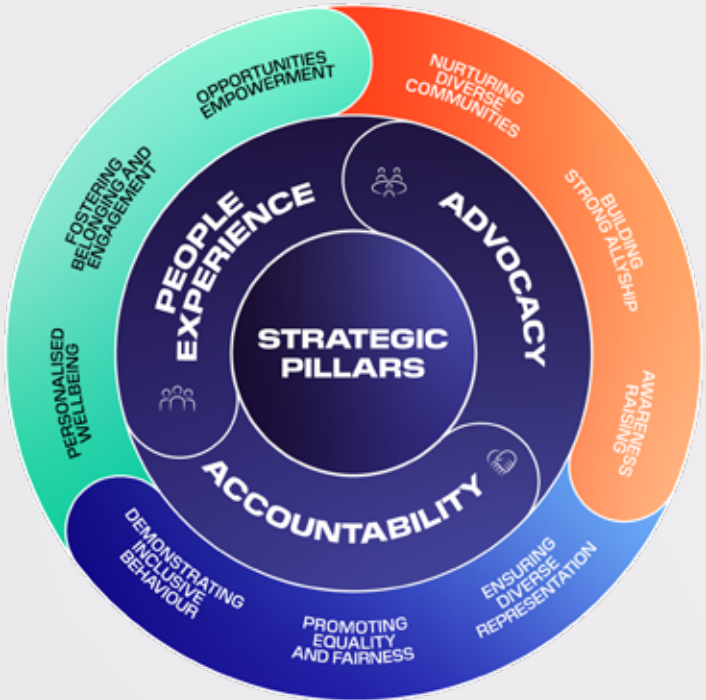 STRATEGIC
PILLARS
PEOPLE
EXPERIENCE
ADVOCACY
ACCOUNTABILITY
OPPORTUNITIES
EMPOWERMENT
FOSTERING
BELONGING AND
ENGAGEMENT
PERSONALISED
WELLBEING
NURTURING
DIVERSE
COMMUNITIES
BUILDING
STRONG ALLYSHIP
AWARENESS
RAISING
ENSURING
DIVERSE
REPRESENTATION
PROMOTING
EQUALITY
AND FAIRNESS
DEMONSTRATING
INCLUSIVE
BEHAVIOUR